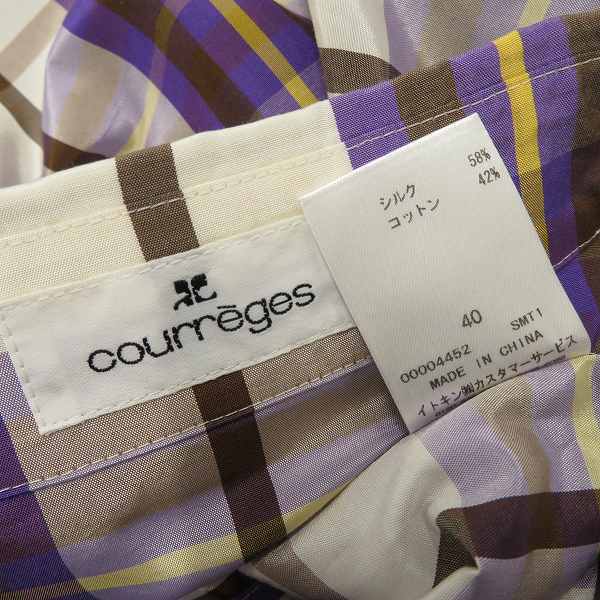 courrèges
シルク 58%
コットン 42%
40
00004452 SMT1
MADE IN CHINA
イトキン㈱カスタマーサービス